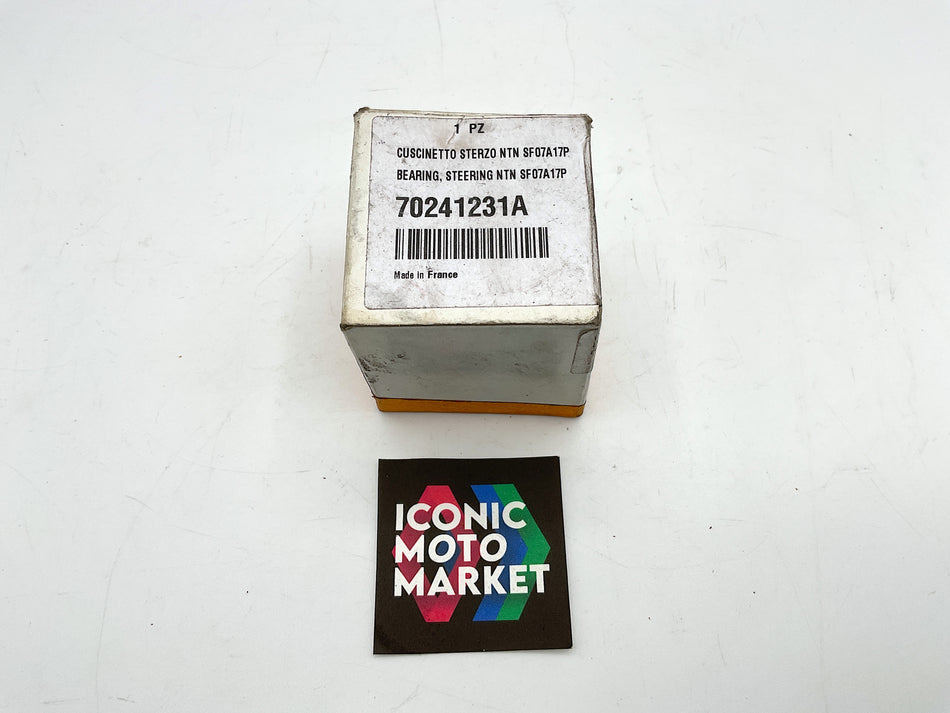 1 PZ
CUSCINETTO STERZO NTN SF07A17P
BEARING, STEERING NTN SF07A17P
70241231A
Made in France
ICONIC
MOTO
MARKET